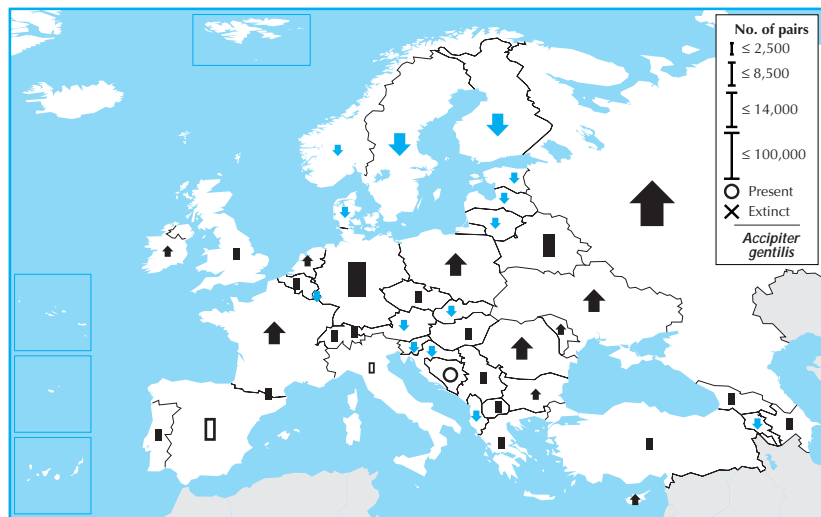 No. of pairs
≤ 2,500
≤ 8,500
≤ 14,000
≤ 100,000
Present
Extinct
Accipiter
gentilis